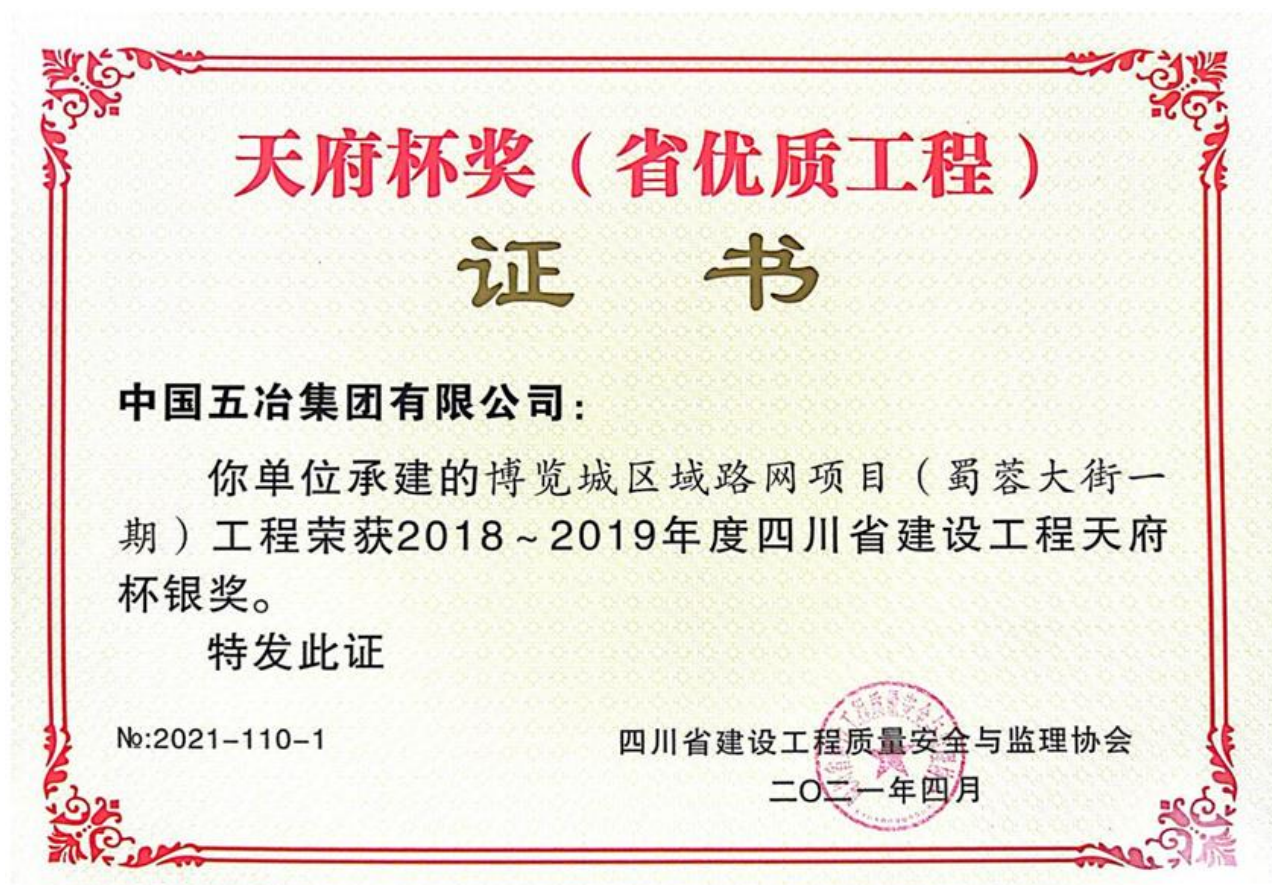 天府杯奖（省优质工程）
证 书
中国五冶集团有限公司：
你单位承建的博览城区域路网项目（蜀蓉大街一
期）工程荣获2018～2019年度四川省建设工程天府
杯银奖。
特发此证
№:2021-110-1
四川省建设工程质量安全与监理协会
二〇二一年四月